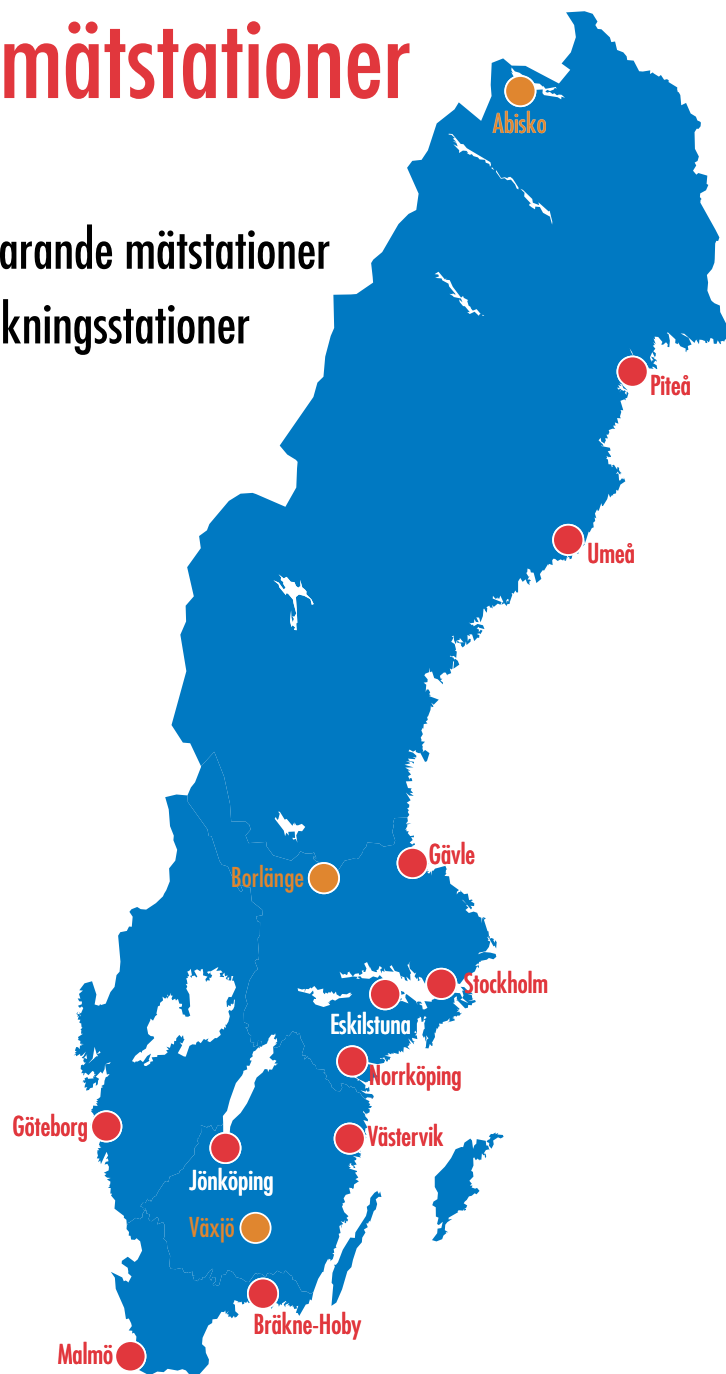 mätstationer
arande mätstationer
kningsstationer
Abisko
Piteå
Umeå
Gävle
Borlänge
Stockholm
Eskilstuna
Norrköping
Göteborg
Västervik
Jönköping
Växjö
Bräkne-Hoby
Malmö